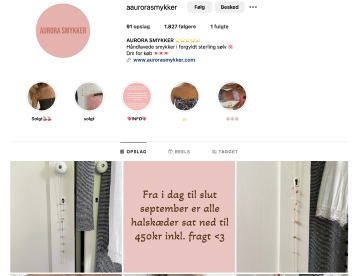 aaurorasmykker Følg Besked
91 opslag 1.827 følgere 1 fulgte
AURORA SMYKKER
AURORA SMYKKER
Håndlavede smykker i forgyldt sterling sølv
Dm for køb
www.aurorasmykker.com
Solgt solgt INFO
OPSLAG REELS TAGGET
Fra i dag til slut
september er alle
halskæder sat ned til
450kr inkl. fragt <3